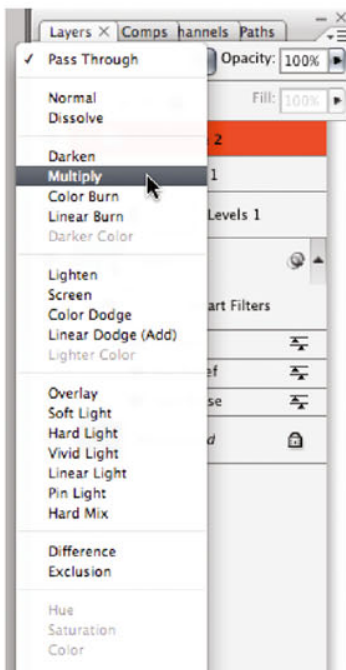 Layers × Comps hannels Paths
✓ Pass Through
Opacity: 100%
Normal
Fill: 100%
Dissolve
2
Darken
Multiply
1
Color Burn
Linear Burn
Levels 1
Darker Color
Lighten
Screen
Color Dodge
art Filters
Linear Dodge (Add)
Lighter Color
ef
Overlay
se
Soft Light
Hard Light
d
Vivid Light
Linear Light
Pin Light
Hard Mix
Difference
Exclusion
Hue
Saturation
Color